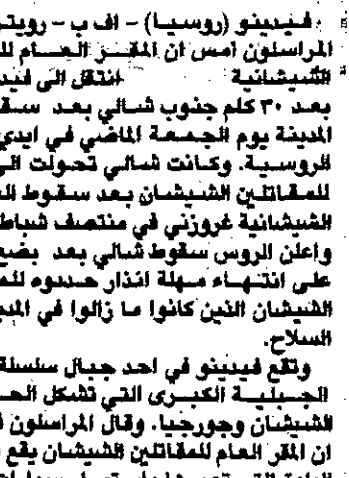 فيدينو (روسيا) - اف ب - رويتر
المراسلون امس ان المقر العام لل
الشيشانية انتقل الى فيد
بعد ٣٠ كلم جنوب شالي بعد سقـ
المدينة يوم الجمعة الماضي في ايدي
الروسية. وكانت شالي تحولت الى
للمقاتلين الشيشان بعد سقوط الـ
الشيشانية غروزني في منتصف شباط
واعلن الروس سقوط شالي بعد بضع
على انتهاء مهلة انذار حددوه للم
الشيشان الذين كانوا ما زالوا في المد
السلاح.
وتقع فيدينو في احد جبال سلسلة
الجبلية الكبرى التي تشكل الحـ
الشيشان وجورجيا. وقال المراسلون
ان المقر العام للمقاتلين الشيشان يقع